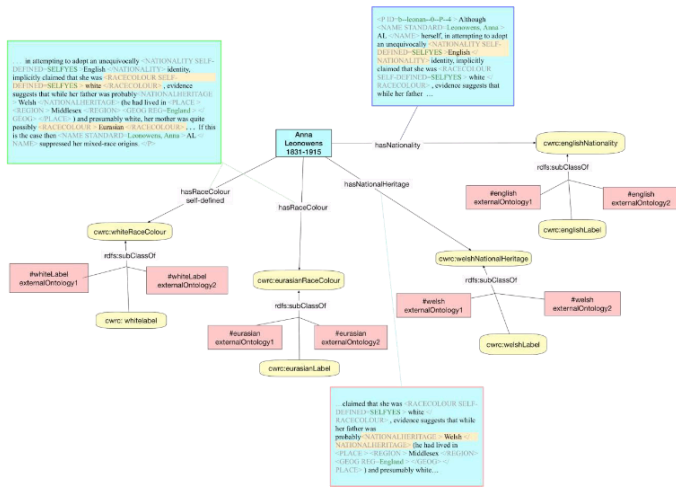 <P ID=b--leonan--0--P--4 > Although
<NAME STANDARD=Leonowens, Anna >
AL </NAME> herself, in attempting to adopt
an unequivocally <NATIONALITY SELF-
DEFINED=SELFYES >English </
NATIONALITY> identity, implicitly
claimed that she was <RACECOLOUR
SELF-DEFINED=SELFYES > white </
RACECOLOUR> , evidence suggests that
while her father …
… in attempting to adopt an unequivocally <NATIONALITY SELF-
DEFINED=SELFYES >English </NATIONALITY> identity,
implicitly claimed that she was <RACECOLOUR SELF-
DEFINED=SELFYES > white </RACECOLOUR> , evidence
suggests that while her father was probably <NATIONALHERITAGE
> Welsh </NATIONALHERITAGE> (he had lived in <PLACE >
<REGION > Middlesex </REGION> <GEOG REG=England > </
GEOG> </PLACE> ) and presumably white, her mother was quite
possibly <RACECOLOUR > Eurasian </RACECOLOUR> , … If this
is the case then <NAME STANDARD=Leonowens, Anna > AL </
NAME> suppressed her mixed-race origins. </P>
Anna
Leonowens
1831-1915
hasNationality
cwrc:englishNationality
rdfs:subClassOf
#english
externalOntology1
#english
externalOntology2
cwrc:englishLabel
hasNationalHeritage
hasRaceColour
self-defined
hasRaceColour
cwrc:whiteRaceColour
rdfs:subClassOf
#whiteLabel
externalOntology1
#whiteLabel
externalOntology2
cwrc: whitelabel
cwrc:eurasianRaceColour
rdfs:subClassOf
#eurasian
externalOntology1
#eurasian
externalOntology2
cwrc:eurasianLabel
cwrc:welshNationalHeritage
rdfs:subClassOf
#welsh
externalOntology1
#welsh
externalOntology2
cwrc:welshLabel
… claimed that she was <RACECOLOUR SELF-
DEFINED=SELFYES > white </
RACECOLOUR> , evidence suggests that while
her father was
probably <NATIONALHERITAGE > Welsh </
NATIONALHERITAGE> (he had lived in
<PLACE > <REGION > Middlesex </REGION>
<GEOG REG=England > </GEOG> </
PLACE> ) and presumably white…